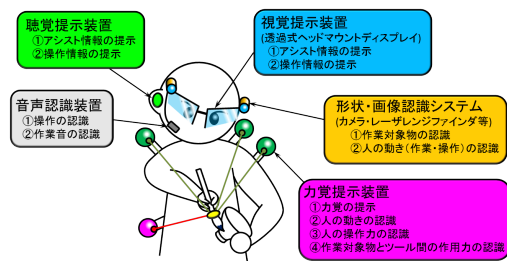 聴覚提示装置
①アシスト情報の提示
②操作情報の提示
視覚提示装置
(透過式ヘッドマウントディスプレイ)
①アシスト情報の提示
②操作情報の提示
音声認識装置
①操作の認識
②作業音の認識
形状・画像認識システム
(カメラ・レーザレンジファインダ等)
①作業対象物の認識
②人の動き(作業・操作)の認識
力覚提示装置
①力覚の提示
②人の動きの認識
③人の操作力の認識
④作業対象物とツール間の作用力の認識